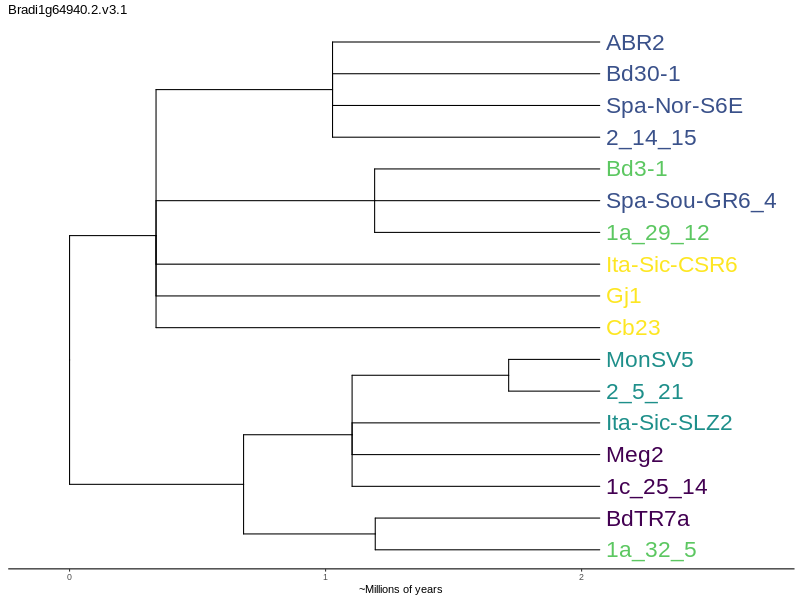 Bradi1g64940.2.v3.1
ABR2
Bd30-1
Spa-Nor-S6E
2_14_15
Bd3-1
Spa-Sou-GR6_4
1a_29_12
Ita-Sic-CSR6
Gj1
Cb23
MonSV5
2_5_21
Ita-Sic-SLZ2
Meg2
1c_25_14
BdTR7a
1a_32_5
0 1 2
~Millions of years